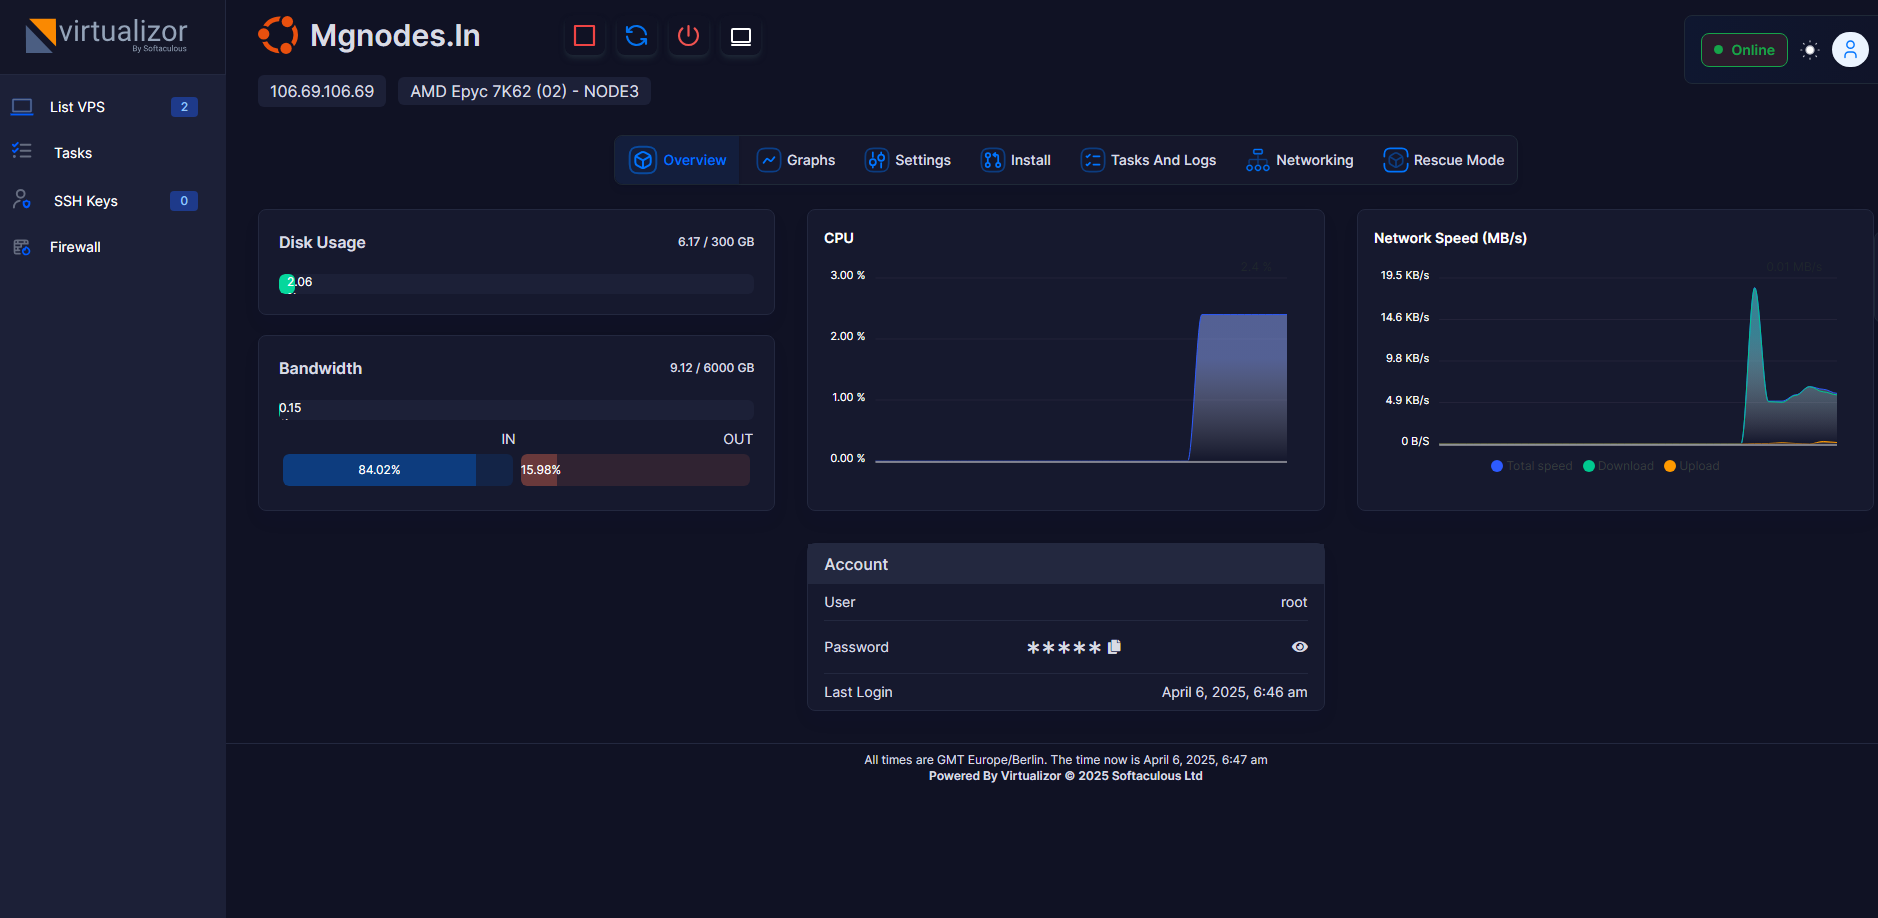 virtualizor
By Softaculous
List VPS 2
Tasks
SSH Keys 0
Firewall
Mgnodes.In
106.69.106.69
AMD Epyc 7K62 (02) - NODE3
Online
Overview
Graphs
Settings
Install
Tasks And Logs
Networking
Rescue Mode
Disk Usage 6.17 / 300 GB
2.06
Bandwidth 9.12 / 6000 GB
0.15
IN OUT
84.02% 15.98%
CPU
2.4 %
3.00 %
2.00 %
1.00 %
0.00 %
Network Speed (MB/s)
0.01 MB/s
19.5 KB/s
14.6 KB/s
9.8 KB/s
4.9 KB/s
0 B/S
Total speed Download Upload
Account
User root
Password *****
Last Login April 6, 2025, 6:46 am
All times are GMT Europe/Berlin. The time now is April 6, 2025, 6:47 am
Powered By Virtualizor © 2025 Softaculous Ltd